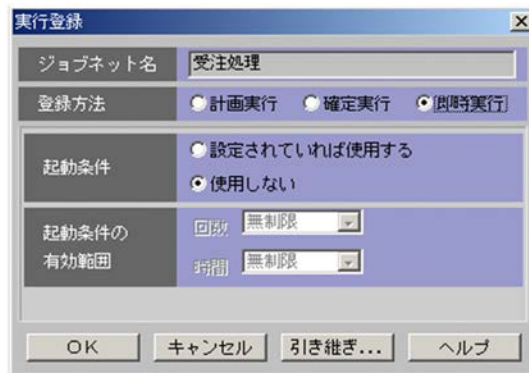 実行登録
ジョブネット名 受注処理
登録方法 計画実行 確定実行 即時実行
起動条件 設定されていれば使用する
使用しない
起動条件の
有効範囲
回数 無制限
時間 無制限
OK キャンセル 引き継ぎ... ヘルプ